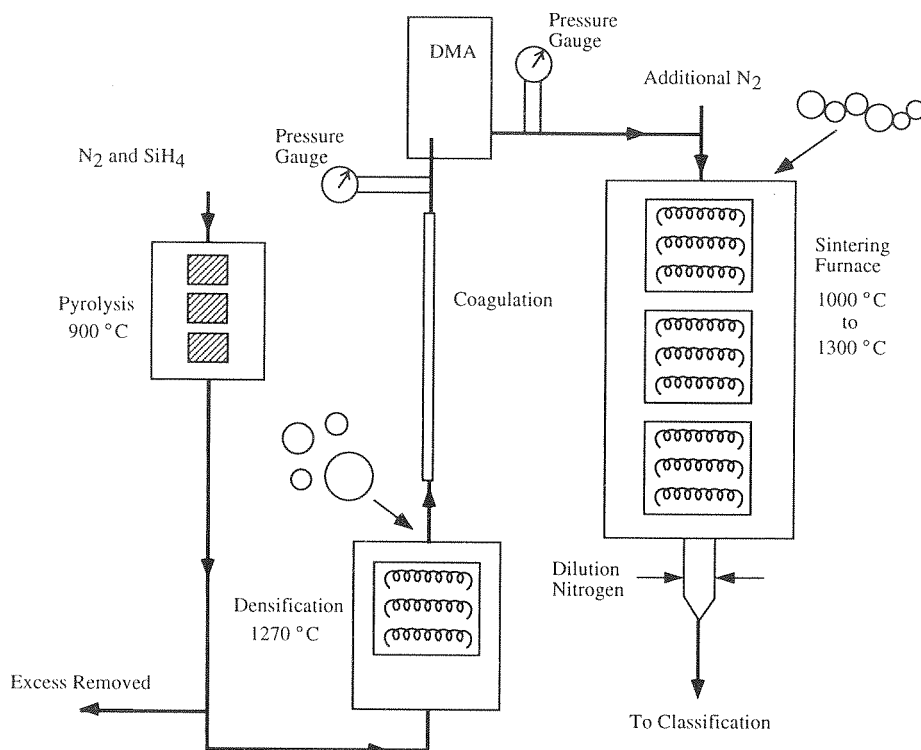 DMA
Pressure
Gauge
Additional N2
Pressure
Gauge
N2 and SiH4
Pyrolysis
900 °C
Coagulation
Sintering
Furnace
1000 °C
to
1300 °C
Densification
1270 °C
Dilution
Nitrogen
Excess Removed
To Classification